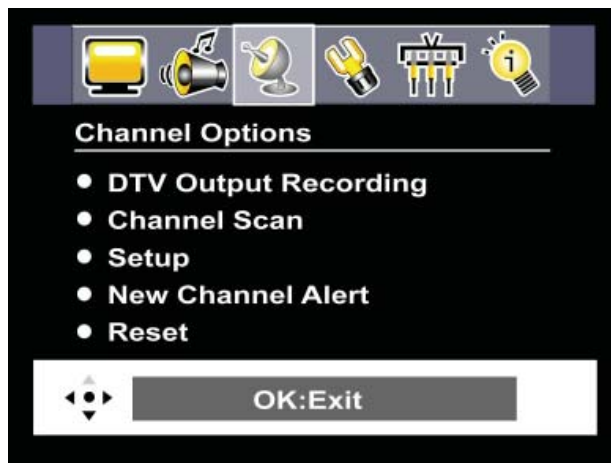 Channel Options
DTV Output Recording
Channel Scan
Setup
New Channel Alert
Reset
OK:Exit